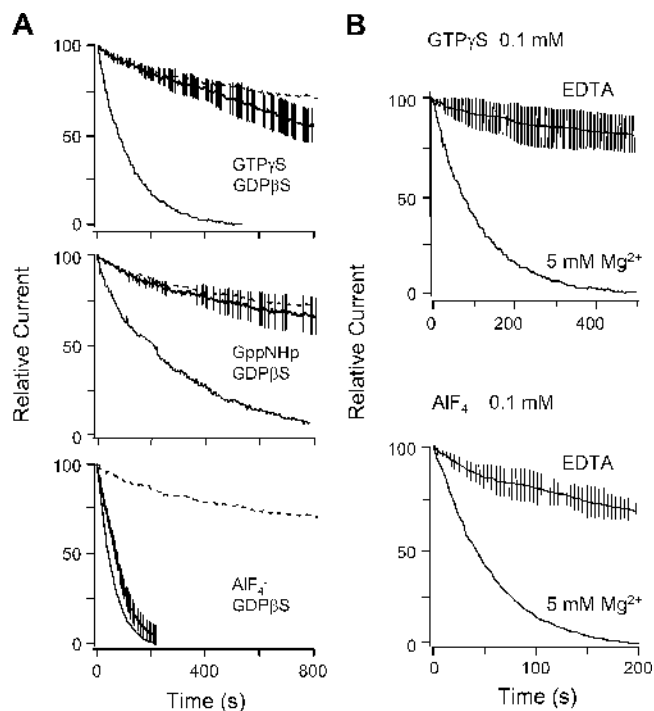 A
100
50
0
GTPγS
GDPβS
100
50
0
GppNHp
GDPβS
100
50
0
AlF₄⁻
GDPβS
0 400 800
Time (s)
Relative Current
B
GTPγS 0.1 mM
EDTA
100
50
0
5 mM Mg²⁺
0 200 400
AlF₄ 0.1 mM
EDTA
100
50
0
5 mM Mg²⁺
0 100 200
Time (s)
Relative Current